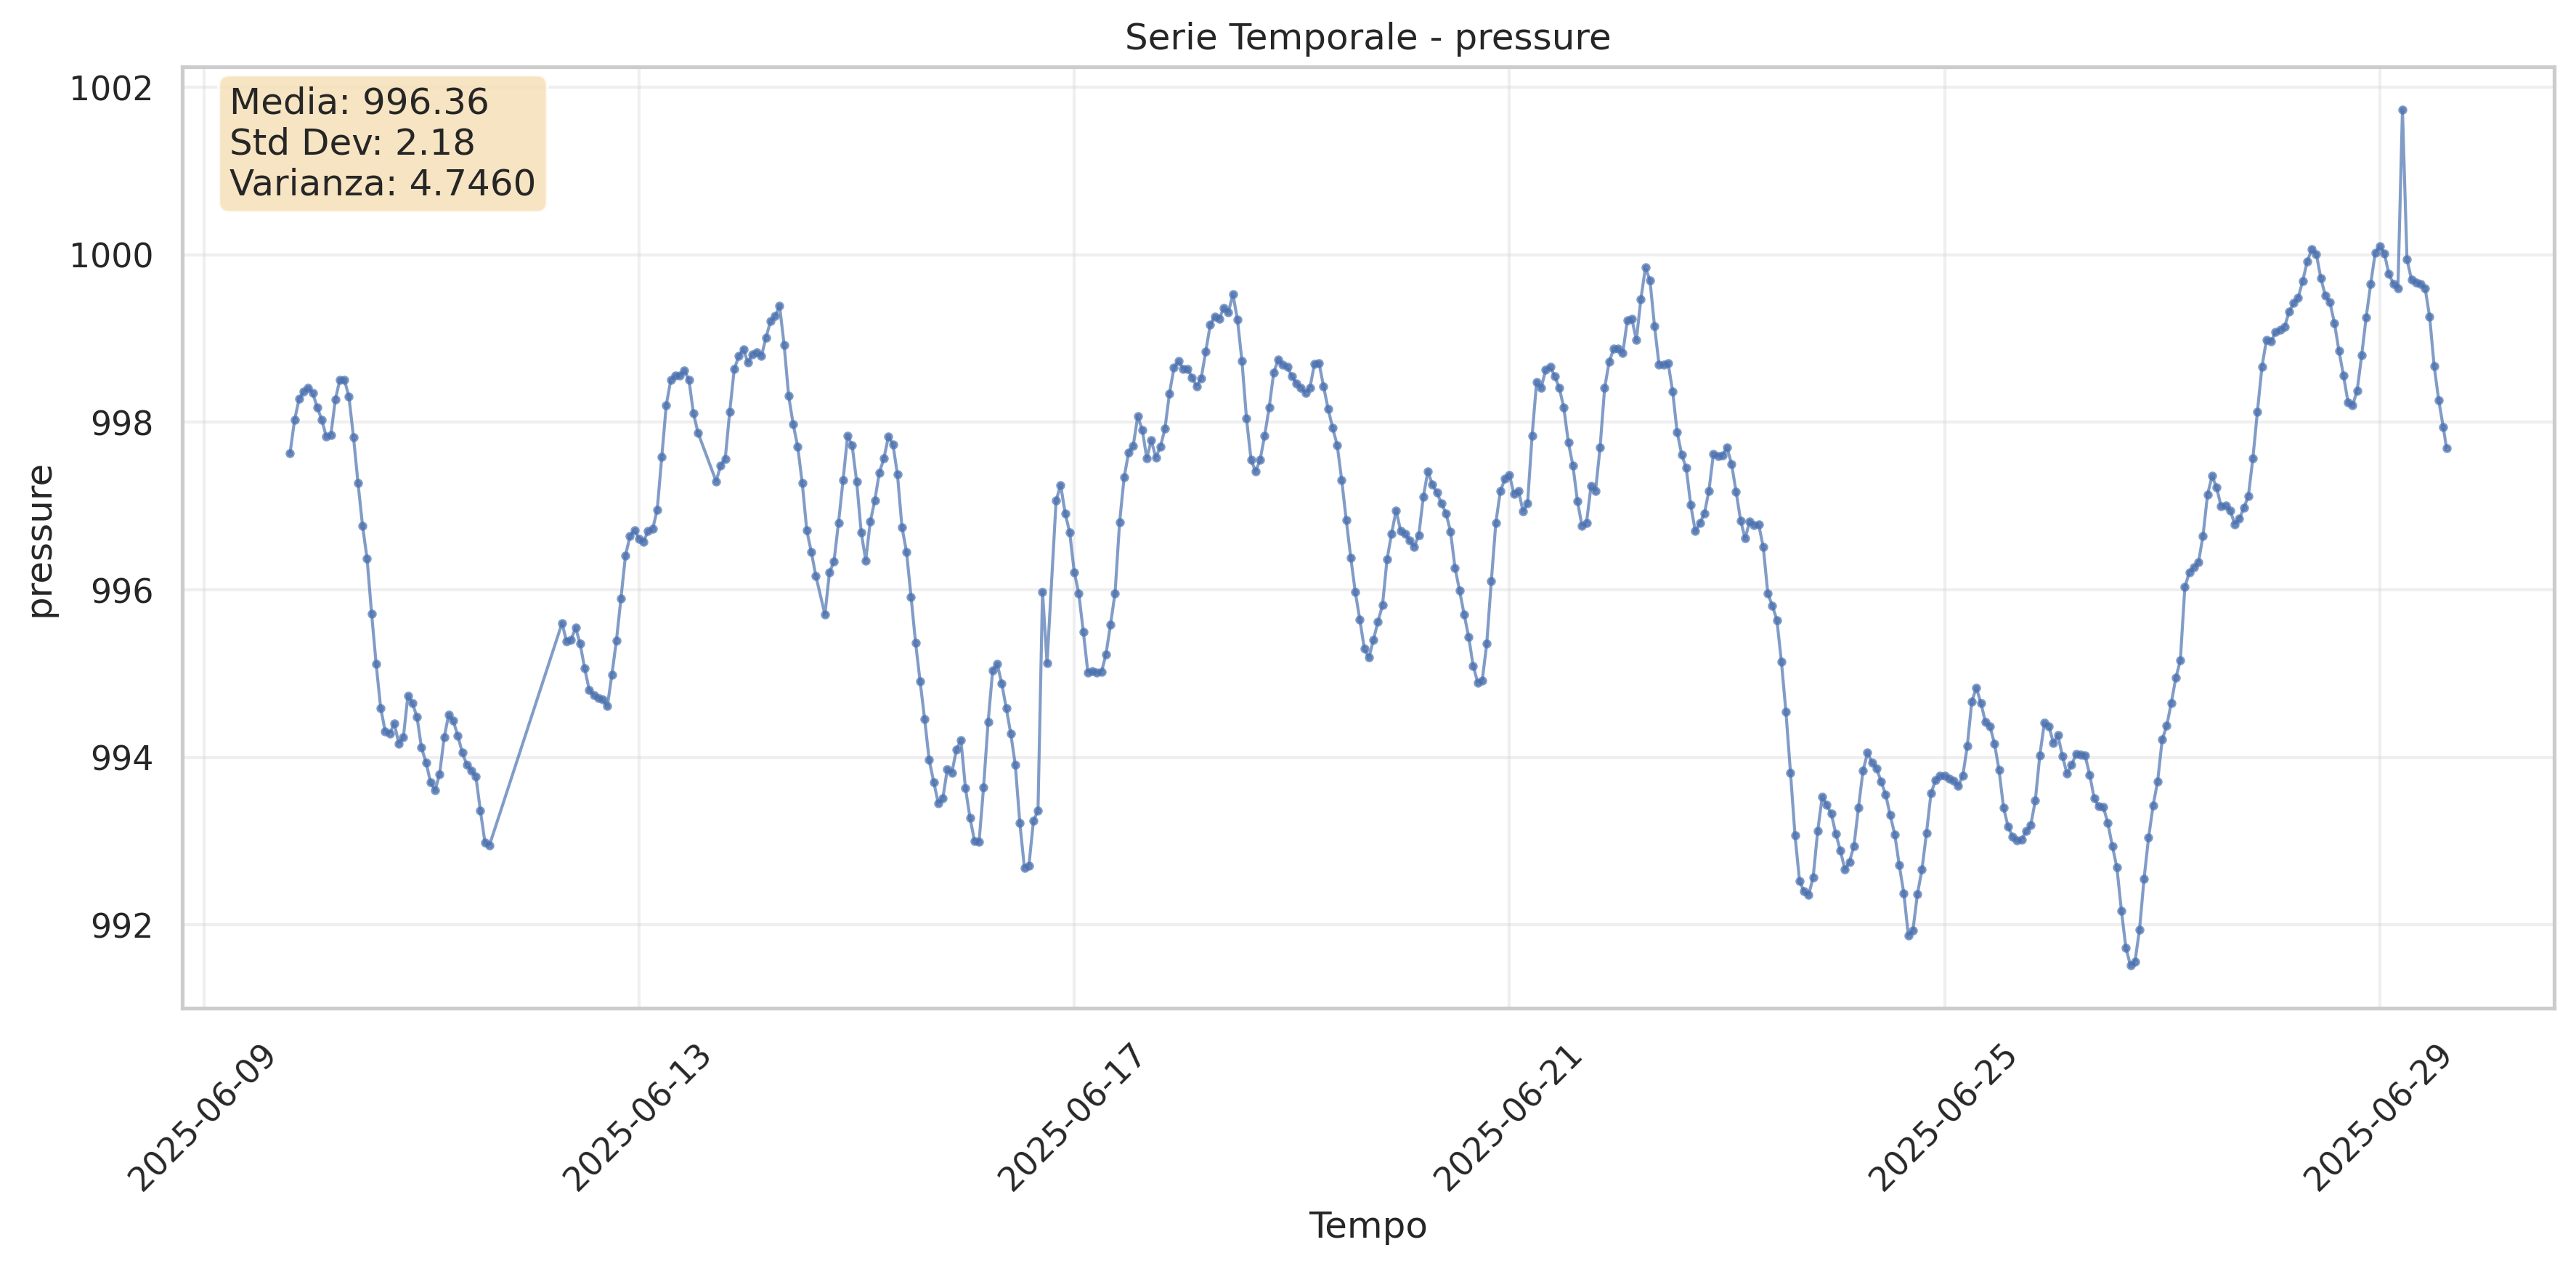 Serie Temporale - pressure
1002
1000
998
996
994
992
Media: 996.36
Std Dev: 2.18
Varianza: 4.7460
pressure
2025-06-09
2025-06-13
2025-06-17
2025-06-21
2025-06-25
2025-06-29
Tempo